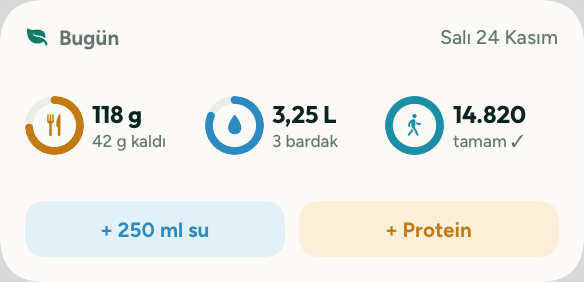 Bugün
Salı 24 Kasım
118 g
42 g kaldı
3,25 L
3 bardak
14.820
tamam ✓
+ 250 ml su
+ Protein